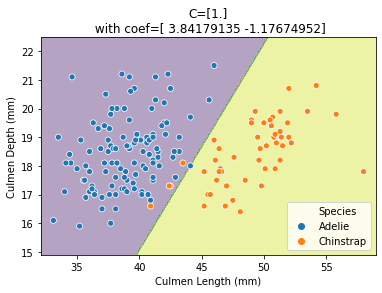 C=[1.]
with coef=[ 3.84179135 -1.17674952]
22
21
20
19
18
17
16
15
Culmen Depth (mm)
35
40
45
50
55
Culmen Length (mm)
Species
Adelie
Chinstrap